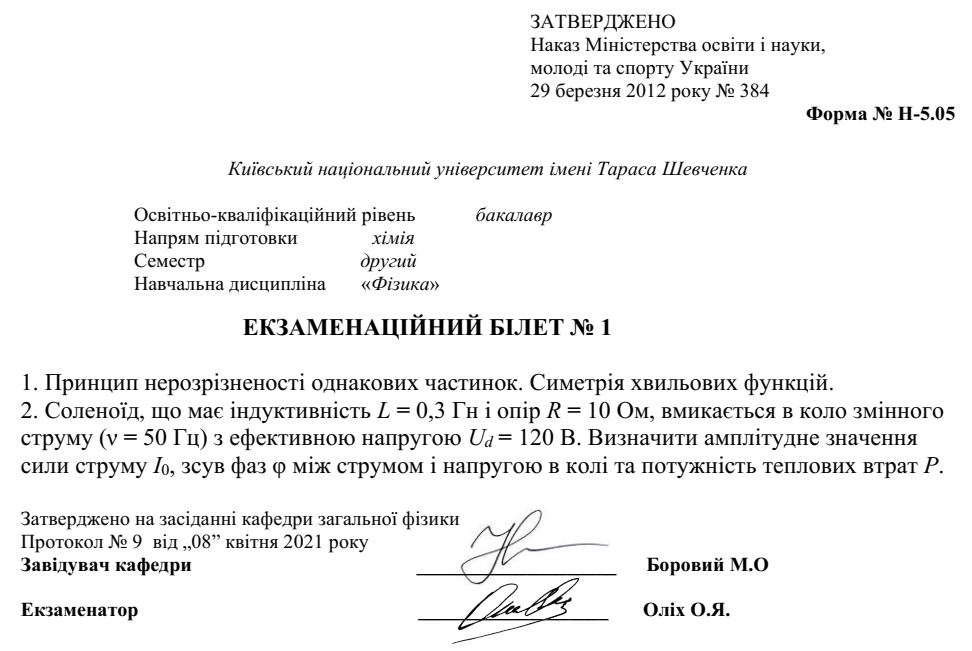 ЗАТВЕРДЖЕНО
Наказ Міністерства освіти і науки,
молоді та спорту України
29 березня 2012 року № 384
Форма № Н-5.05
Київський національний університет імені Тараса Шевченка
Освітньо-кваліфікаційний рівень бакалавр
Напрям підготовки хімія
Семестр другий
Навчальна дисципліна «Фізика»
ЕКЗАМЕНАЦІЙНИЙ БІЛЕТ № 1
1. Принцип нерозрізненості однакових частинок. Симетрія хвильових функцій.
2. Соленоїд, що має індуктивність L = 0,3 Гн і опір R = 10 Ом, вмикається в коло змінного
струму (ν = 50 Гц) з ефективною напругою Ud = 120 В. Визначити амплітудне значення
сили струму I0, зсув фаз φ між струмом і напругою в колі та потужність теплових втрат P.
Затверджено на засіданні кафедри загальної фізики
Протокол № 9 від „08” квітня 2021 року
Завідувач кафедри Боровий М.О
Екзаменатор Оліх О.Я.